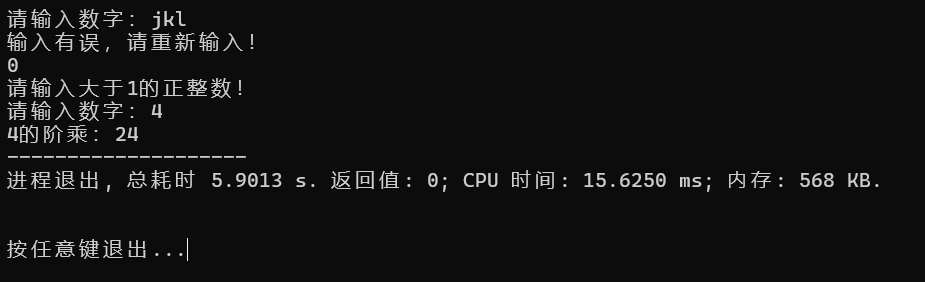 请输入数字: jkl
输入有误, 请重新输入!
0
请输入大于1的正整数!
请输入数字: 4
4的阶乘: 24
--------------------
进程退出, 总耗时 5.9013 s. 返回值: 0; CPU 时间: 15.6250 ms; 内存: 568 KB.
按任意键退出...